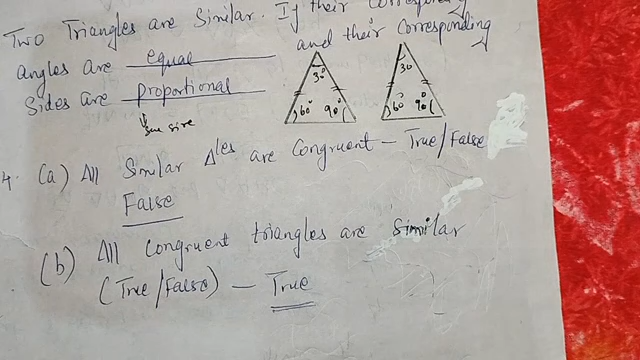 Two Triangles are Similar. If their Corresponding
angles are equal and their Corresponding
Sides are proportional
30° 60° 90°
30 60° 90°
4. (a) All Similar Δles are Congruent - True/False
False
(b) All Congruent triangles are similar
(True/False) - True